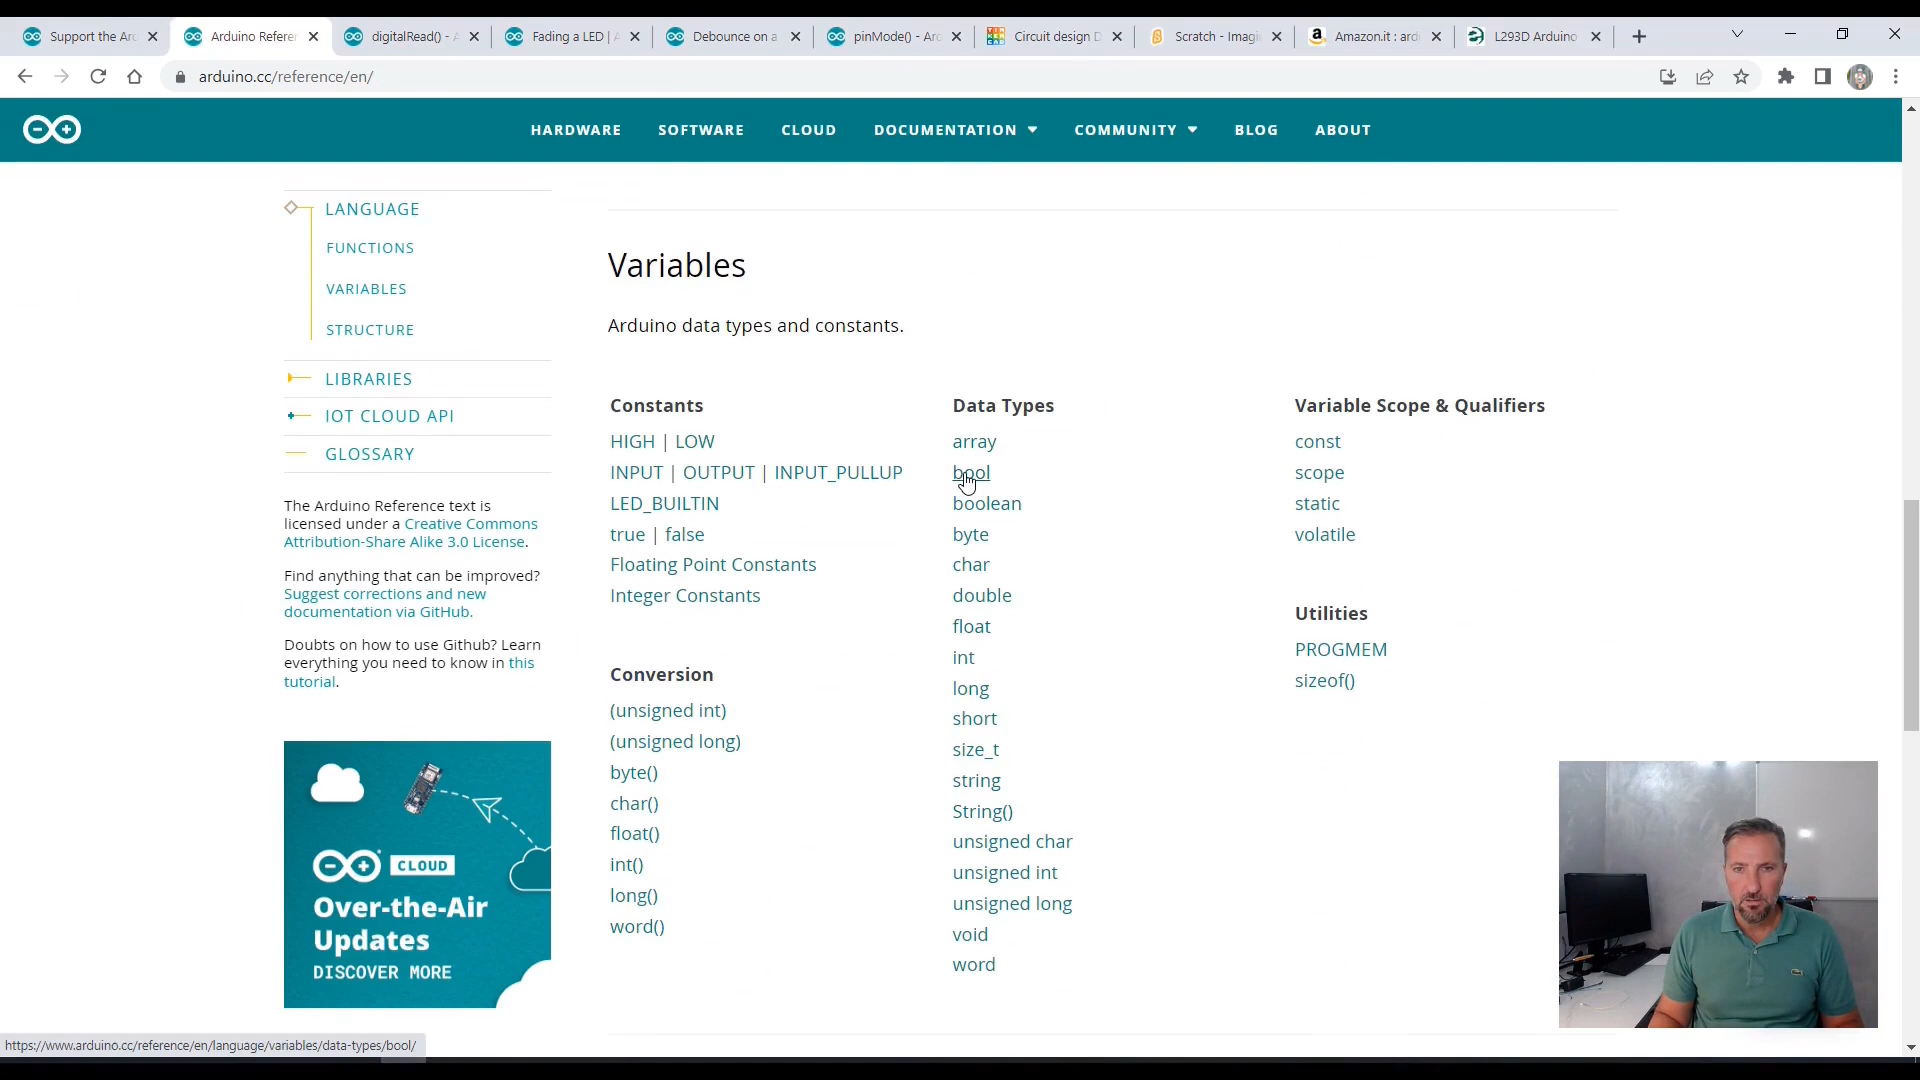 Support the Ar
Arduino Referen
digitalRead() - A
Fading a LED | A
Debounce on a
pinMode() - Ard
Circuit design D
Scratch - Imagi
Amazon.it : ard
L293D Arduino
arduino.cc/reference/en/
HARDWARE SOFTWARE CLOUD DOCUMENTATION COMMUNITY BLOG ABOUT
LANGUAGE
FUNCTIONS
VARIABLES
STRUCTURE
LIBRARIES
IOT CLOUD API
GLOSSARY
The Arduino Reference text is
licensed under a Creative Commons
Attribution-Share Alike 3.0 License.
Find anything that can be improved?
Suggest corrections and new
documentation via GitHub.
Doubts on how to use Github? Learn
everything you need to know in this
tutorial.
CLOUD
Over-the-Air
Updates
DISCOVER MORE
Variables
Arduino data types and constants.
Constants
HIGH | LOW
INPUT | OUTPUT | INPUT_PULLUP
LED_BUILTIN
true | false
Floating Point Constants
Integer Constants
Conversion
(unsigned int)
(unsigned long)
byte()
char()
float()
int()
long()
word()
Data Types
array
bool
boolean
byte
char
double
float
int
long
short
size_t
string
String()
unsigned char
unsigned int
unsigned long
void
word
Variable Scope & Qualifiers
const
scope
static
volatile
Utilities
PROGMEM
sizeof()
https://www.arduino.cc/reference/en/language/variables/data-types/bool/